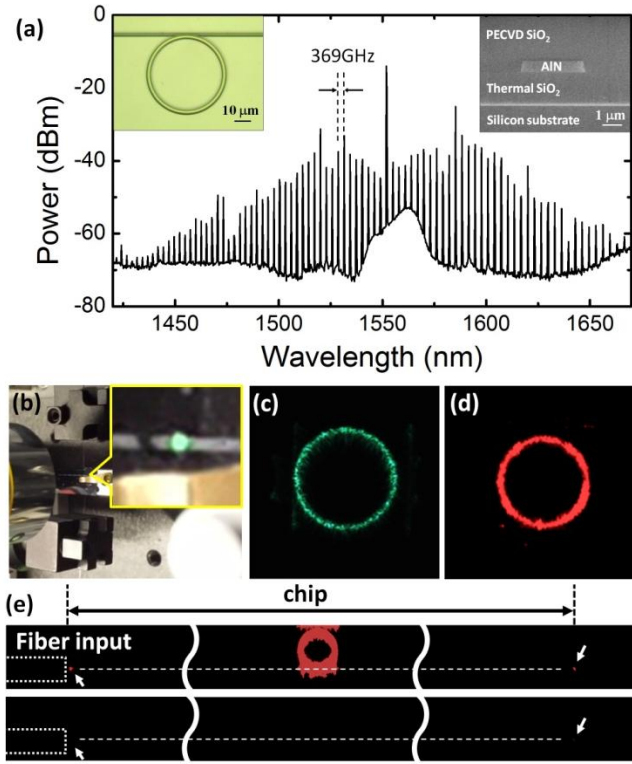 (a)
0
-20
-40
-60
-80
Power (dBm)
10 μm
369GHz
PECVD SiO2
AlN
Thermal SiO2
Silicon substrate
1 μm
1450
1500
1550
1600
1650
Wavelength (nm)
(b)
(c)
(d)
(e)
chip
Fiber input